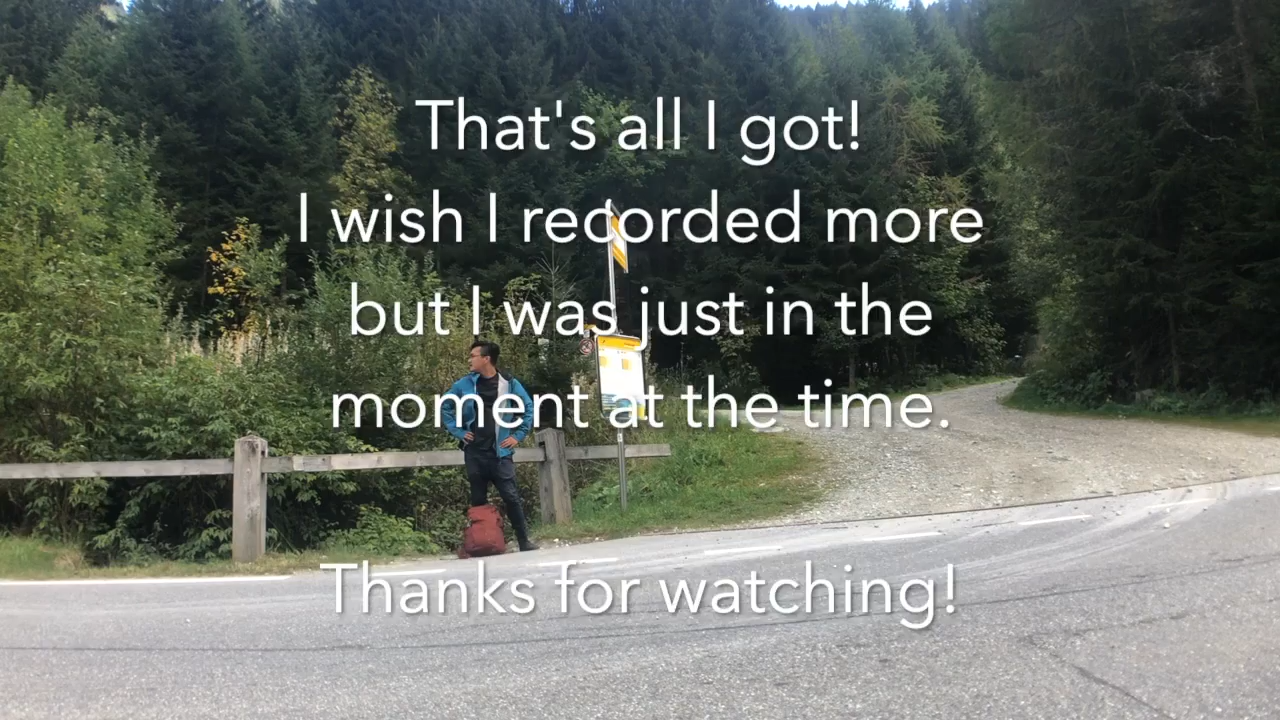 That's all I got!
I wish I recorded more
but I was just in the
moment at the time.
Thanks for watching!